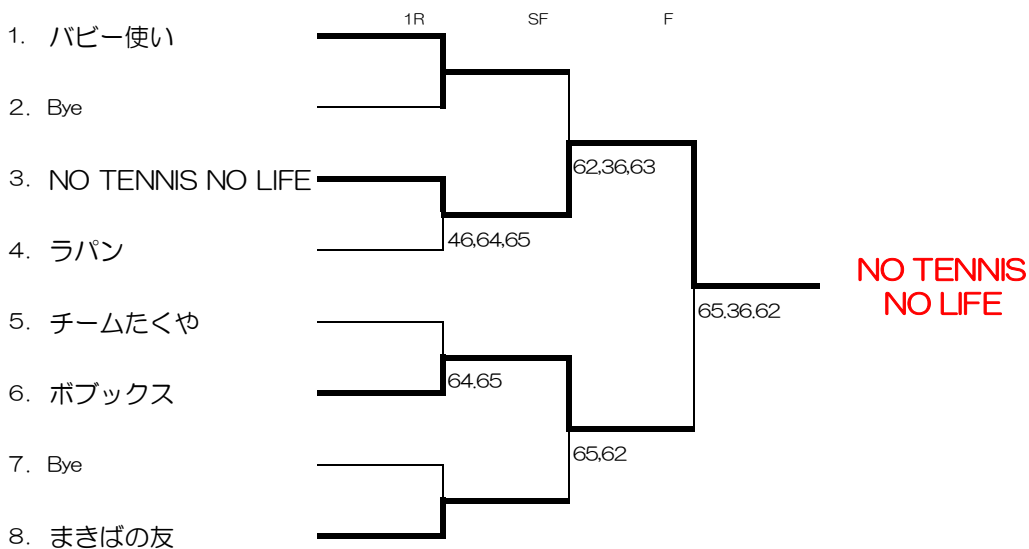 1R SF F
1. バビー使い
2. Bye
3. NO TENNIS NO LIFE
62,36,63
4. ラパン
46,64,65
NO TENNIS
NO LIFE
5. チームたくや
65.36.62
6. ボブックス
64.65
7. Bye
65,62
8. まきばの友